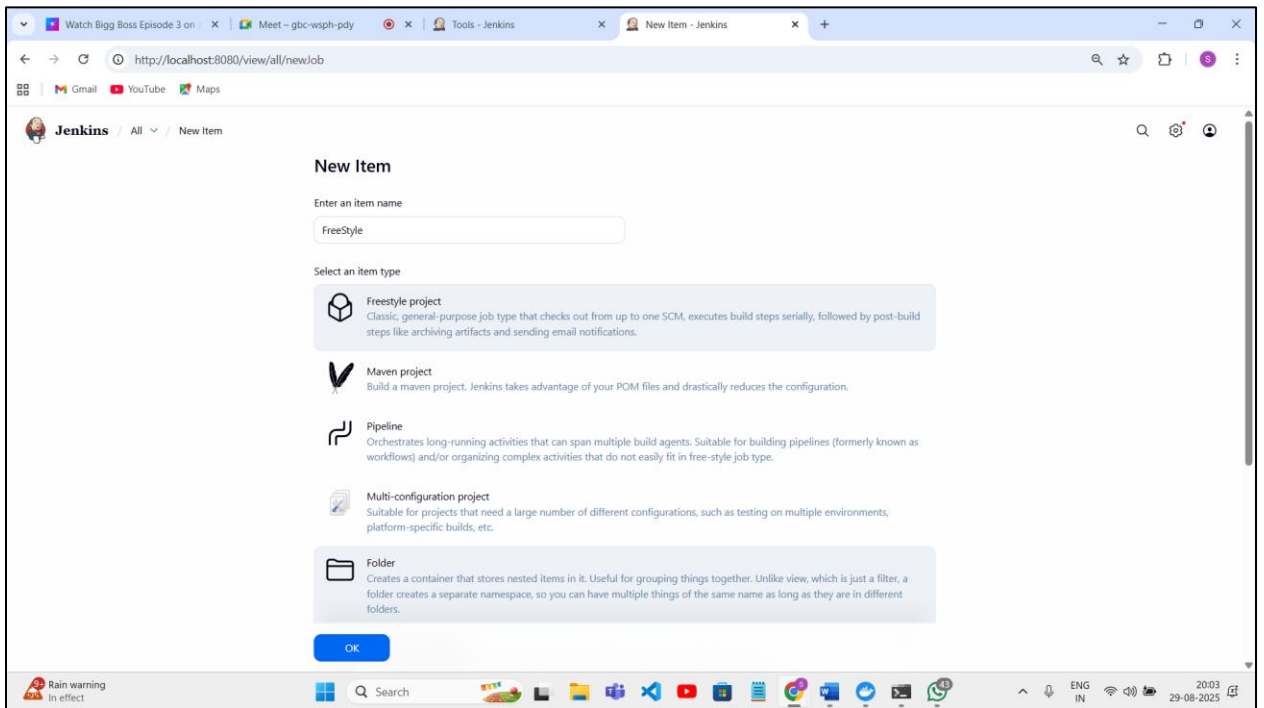 Watch Bigg Boss Episode 3 on
Meet – gbc-wsph-pdy
Tools - Jenkins
New Item - Jenkins
http://localhost:8080/view/all/newJob
S
Gmail
YouTube
Maps
Jenkins / All / New Item
New Item
Enter an item name
FreeStyle
Select an item type
Freestyle project
Classic, general-purpose job type that checks out from up to one SCM, executes build steps serially, followed by post-build
steps like archiving artifacts and sending email notifications.
Maven project
Build a maven project. Jenkins takes advantage of your POM files and drastically reduces the configuration.
Pipeline
Orchestrates long-running activities that can span multiple build agents. Suitable for building pipelines (formerly known as
workflows) and/or organizing complex activities that do not easily fit in free-style job type.
Multi-configuration project
Suitable for projects that need a large number of different configurations, such as testing on multiple environments,
platform-specific builds, etc.
Folder
Creates a container that stores nested items in it. Useful for grouping things together. Unlike view, which is just a filter, a
folder creates a separate namespace, so you can have multiple things of the same name as long as they are in different
folders.
OK
Rain warning
In effect
Search
43
ENG
IN
20:03
29-08-2025